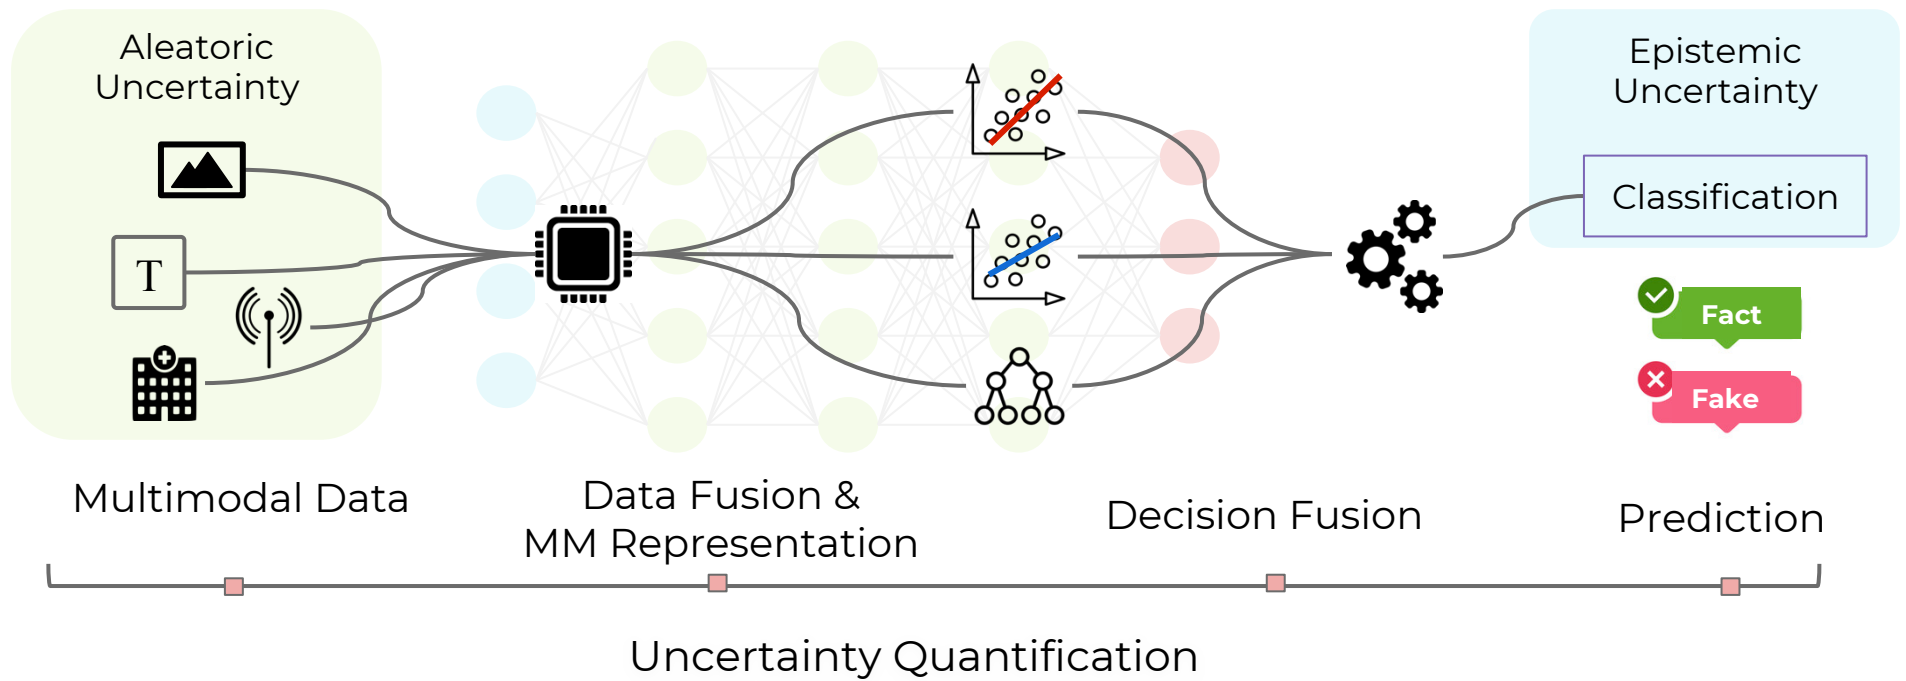 Aleatoric
Uncertainty
T
Epistemic
Uncertainty
Classification
Fact
Fake
Multimodal Data
Data Fusion &
MM Representation
Decision Fusion
Prediction
Uncertainty Quantification